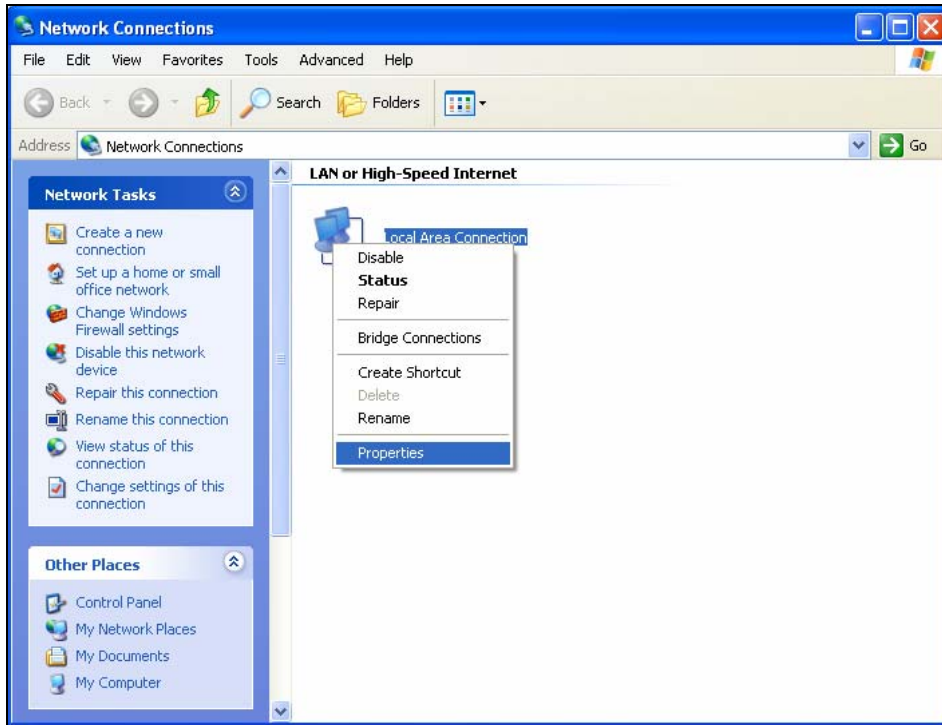 Network Connections
File Edit View Favorites Tools Advanced Help
Back Search Folders
Address Network Connections Go
Network Tasks
Create a new
connection
Set up a home or small
office network
Change Windows
Firewall settings
Disable this network
device
Repair this connection
Rename this connection
View status of this
connection
Change settings of this
connection
Other Places
Control Panel
My Network Places
My Documents
My Computer
LAN or High-Speed Internet
Local Area Connection
Disable
Status
Repair
Bridge Connections
Create Shortcut
Delete
Rename
Properties